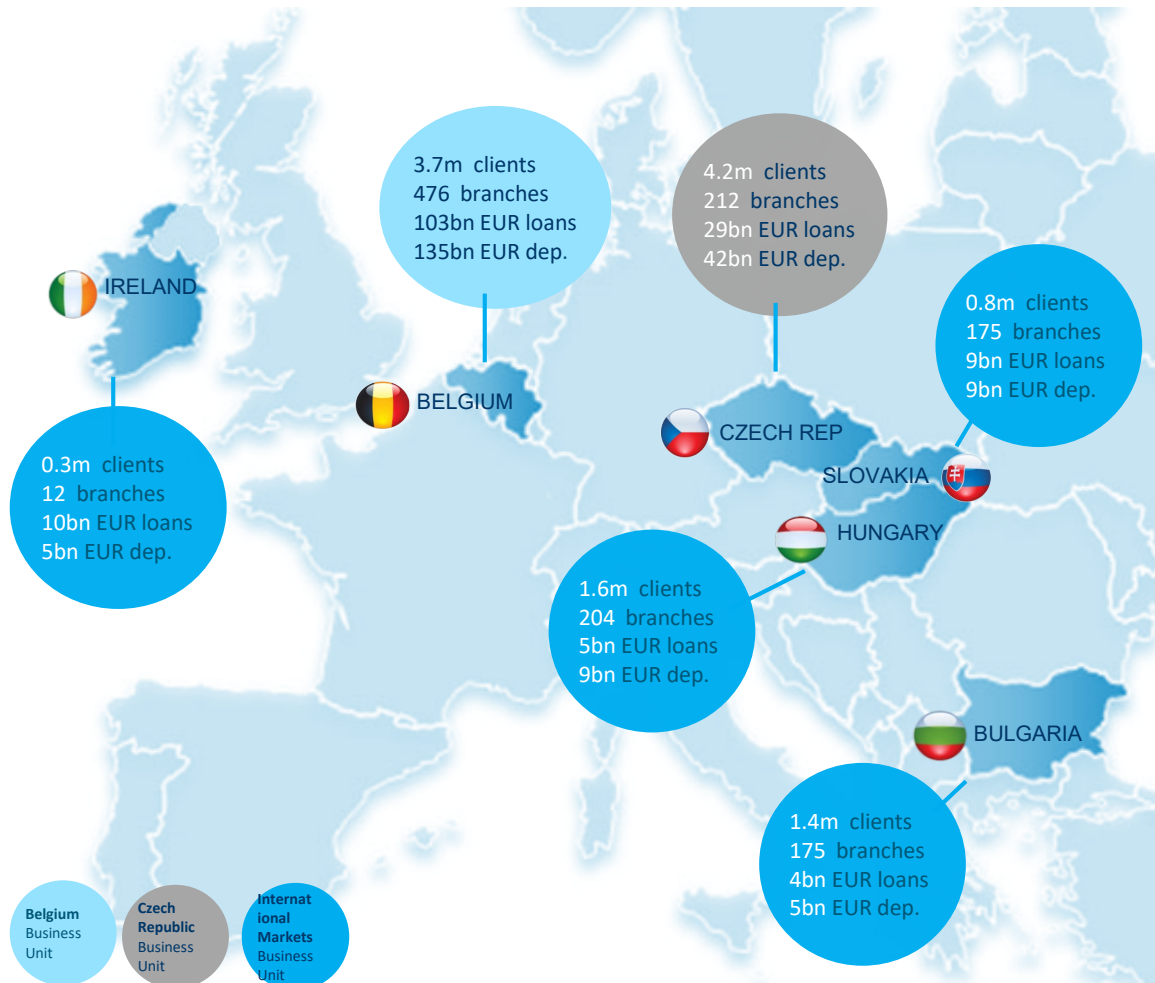 3.7m clients
476 branches
103bn EUR loans
135bn EUR dep.
4.2m clients
212 branches
29bn EUR loans
42bn EUR dep.
IRELAND
0.8m clients
175 branches
9bn EUR loans
9bn EUR dep.
BELGIUM
CZECH REP
0.3m clients
12 branches
10bn EUR loans
5bn EUR dep.
SLOVAKIA
HUNGARY
1.6m clients
204 branches
5bn EUR loans
9bn EUR dep.
BULGARIA
1.4m clients
175 branches
4bn EUR loans
5bn EUR dep.
Belgium
Business
Unit
Czech
Republic
Business
Unit
Internat
ional
Markets
Business
Unit